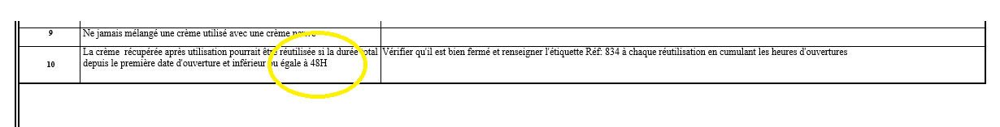 9 Ne jamais mélangé une crème utilisé avec une crème neuve
10 La crème récupérée après utilisation pourrait être réutilisée si la durée total
depuis le première date d'ouverture et inférieur ou égale à 48H
Vérifier qu'il est bien fermé et renseigner l'étiquette Réf: 834 à chaque réutilisation en cumulant les heures d'ouvertures